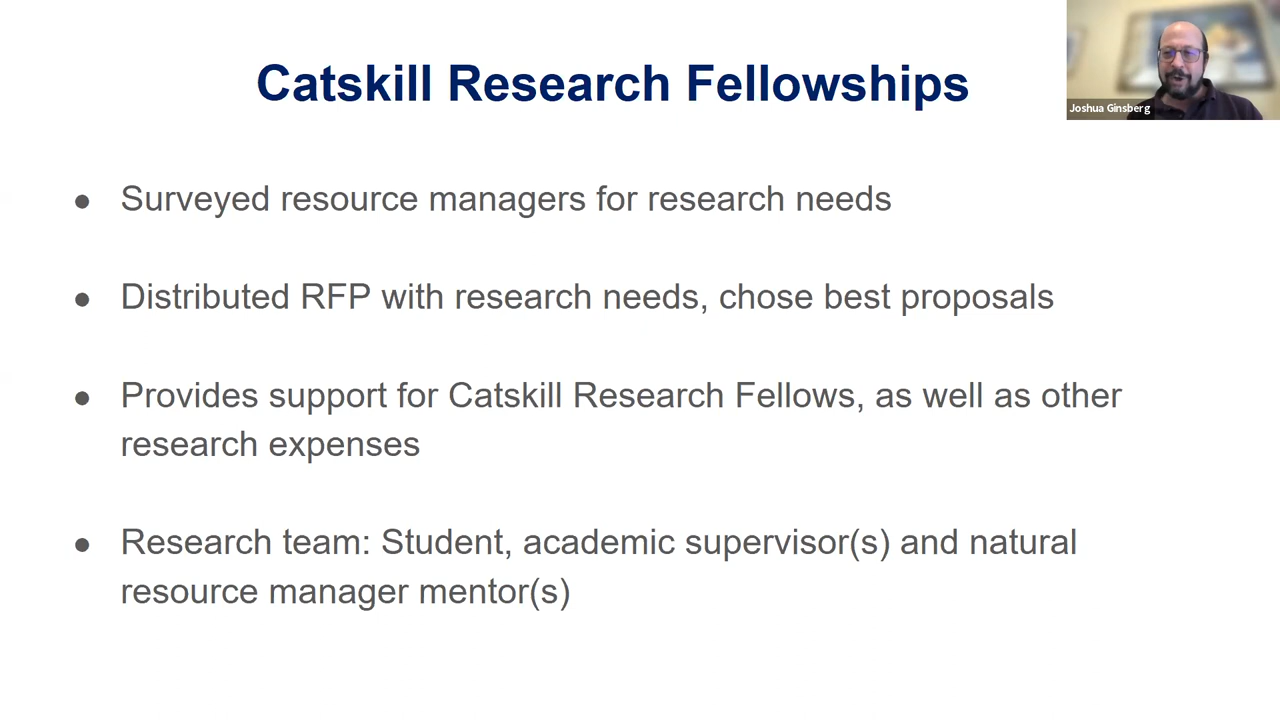 Catskill Research Fellowships
Joshua Ginsberg
● Surveyed resource managers for research needs
● Distributed RFP with research needs, chose best proposals
● Provides support for Catskill Research Fellows, as well as other
research expenses
● Research team: Student, academic supervisor(s) and natural
resource manager mentor(s)